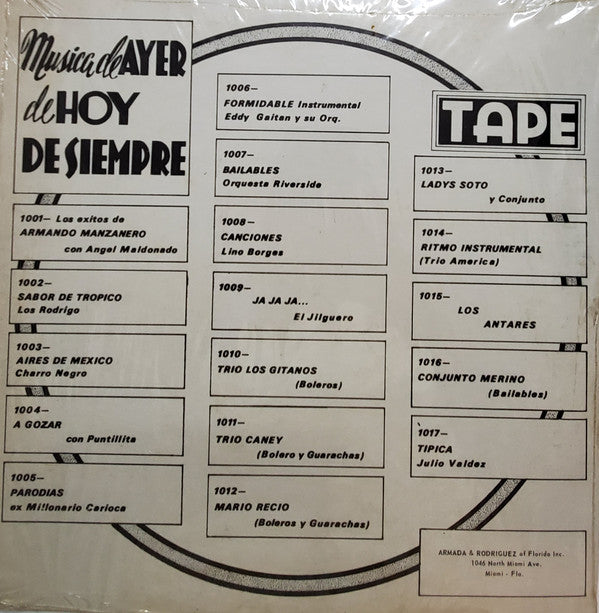 Musica de AYER
de HOY
DE SIEMPRE
1001— Los exitos de
ARMANDO MANZANERO
con Angel Maldonado
1002—
SABOR DE TROPICO
Los Rodrigo
1003—
AIRES DE MEXICO
Charro Negro
1004—
A GOZAR
con Puntillita
1005—
PARODIAS
ex Millonario Carioca
1006—
FORMIDABLE Instrumental
Eddy Gaitan y su Orq.
1007—
BAILABLES
Orquesta Riverside
1008—
CANCIONES
Lino Borges
1009—
JA JA JA...
El Jilguero
1010—
TRIO LOS GITANOS
(Boleros)
1011—
TRIO CANEY
(Bolero y Guarachas)
1012—
MARIO RECIO
(Boleros y Guarachas)
TAPE
1013—
LADYS SOTO
y Conjunto
1014—
RITMO INSTRUMENTAL
(Trio America)
1015—
LOS
ANTARES
1016—
CONJUNTO MERINO
(Bailables)
1017—
TIPICA
Julio Valdez
ARMADA & RODRIGUEZ of Florida Inc.
1046 North Miami Ave.
Miami - Fla.